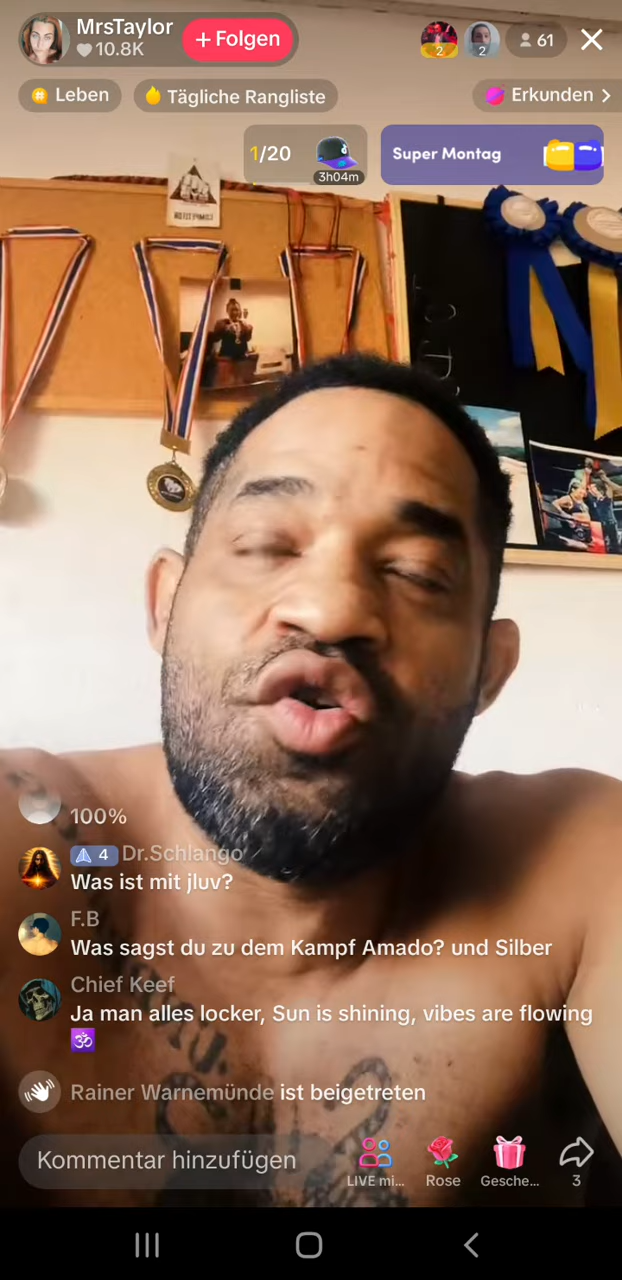 MrsTaylor
10.8K
+ Folgen
2
2
61
Leben
Tägliche Rangliste
Erkunden >
1/20
3h04m
Super Montag
100%
4 Dr.Schlango
Was ist mit jluv?
F.B
Was sagst du zu dem Kampf Amado? und Silber
Chief Keef
Ja man alles locker, Sun is shining, vibes are flowing
🕉
Rainer Warnemünde ist beigetreten
Kommentar hinzufügen
LIVE mi...
Rose
Gesche...
3